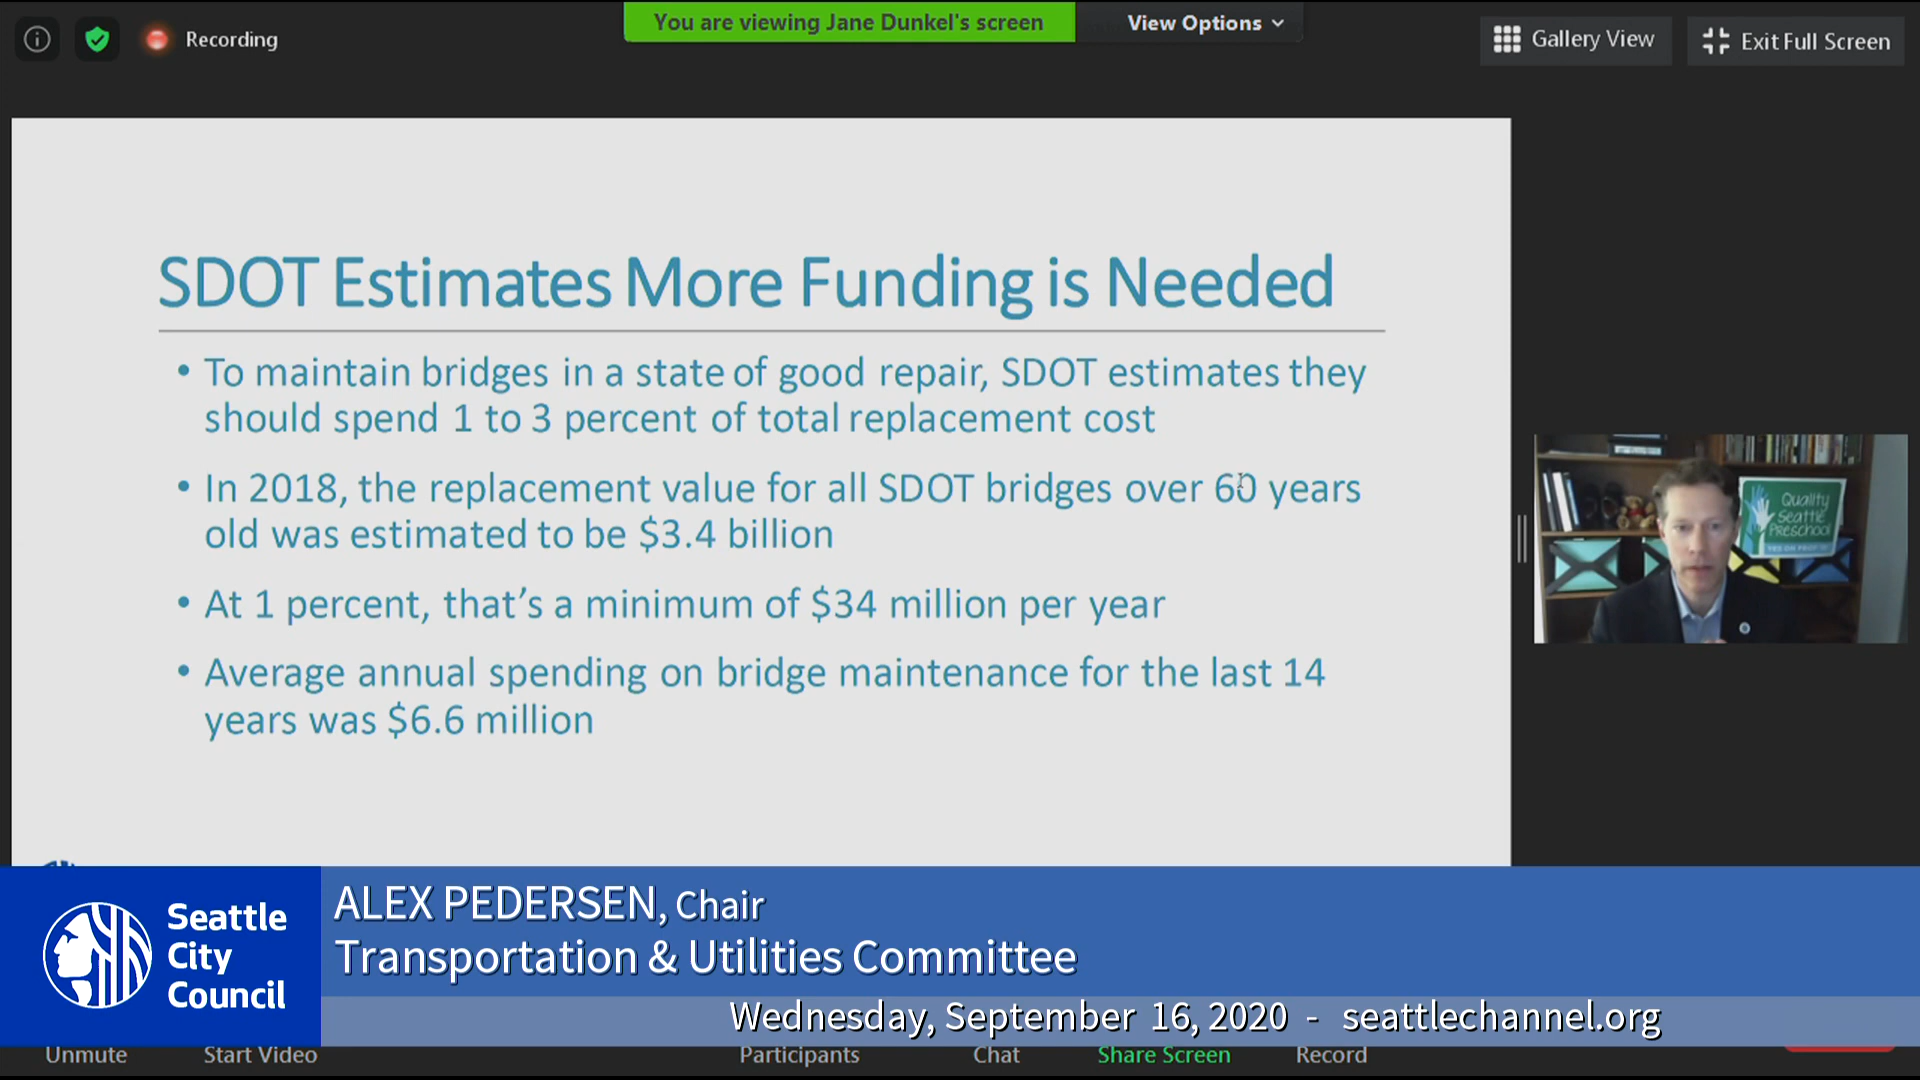 Recording
You are viewing Jane Dunkel's screen
View Options
Gallery View
Exit Full Screen
SDOT Estimates More Funding is Needed
• To maintain bridges in a state of good repair, SDOT estimates they
should spend 1 to 3 percent of total replacement cost
• In 2018, the replacement value for all SDOT bridges over 60 years
old was estimated to be $3.4 billion
• At 1 percent, that's a minimum of $34 million per year
• Average annual spending on bridge maintenance for the last 14
years was $6.6 million
Quality
Seattle
Preschool
YES ON PROP 1B
Seattle
City
Council
ALEX PEDERSEN, Chair
Transportation & Utilities Committee
Wednesday, September 16, 2020 - seattlechannel.org
Unmute
Start Video
Participants
Chat
Share Screen
Record